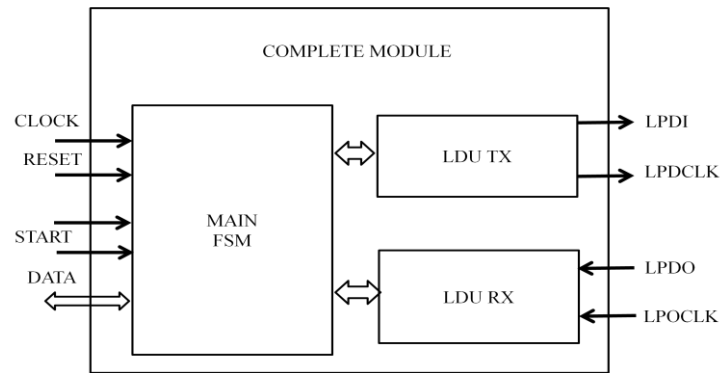 COMPLETE MODULE
CLOCK
RESET
START
DATA
MAIN
FSM
LDU TX
LDU RX
LPDI
LPDCLK
LPDO
LPOCLK